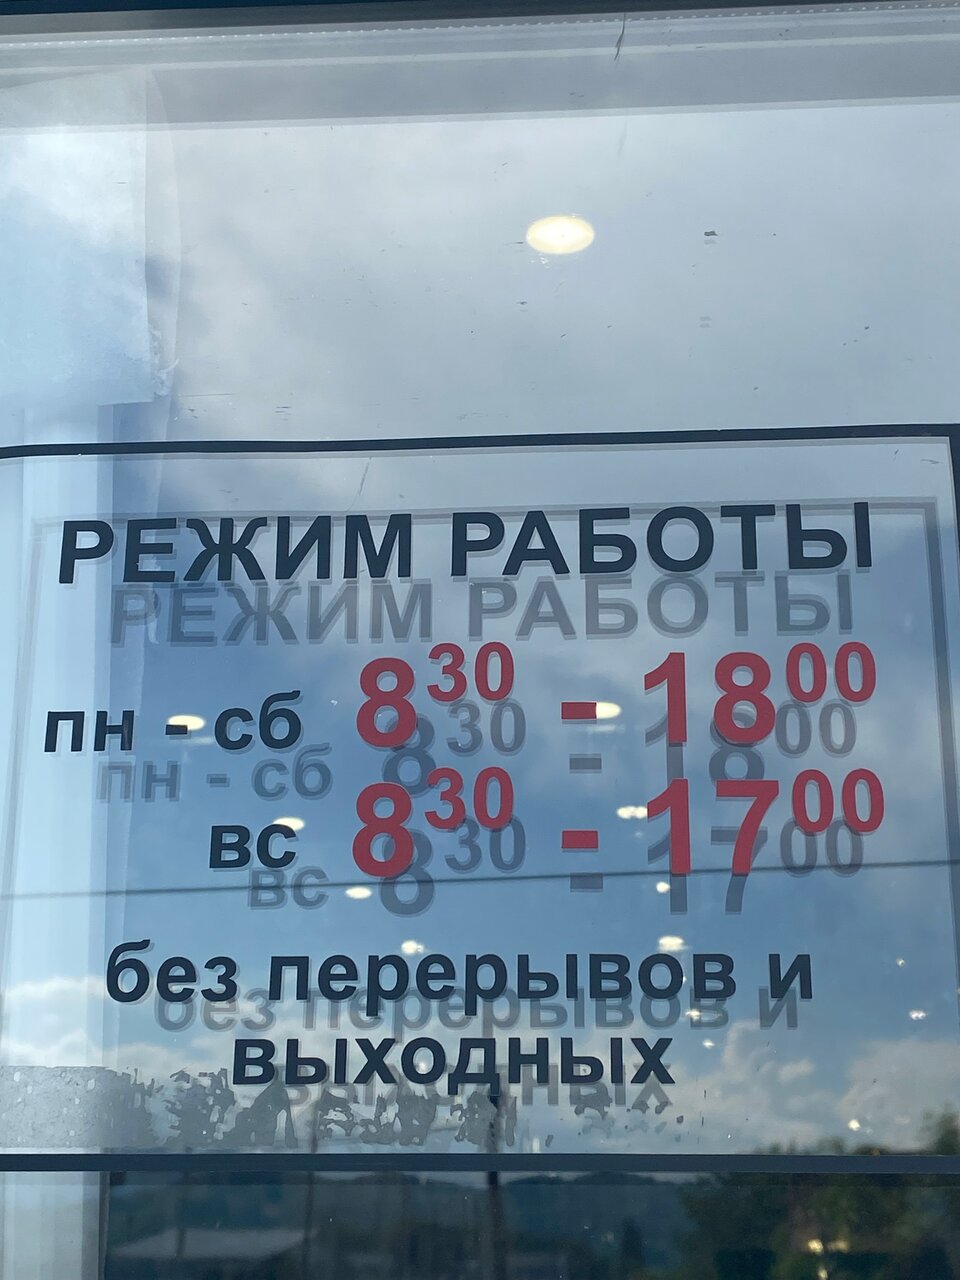 РЕЖИМ РАБОТЫ
пн - сб 8³⁰ - 18⁰⁰
вс 8³⁰ - 17⁰⁰
без перерывов и
выходных